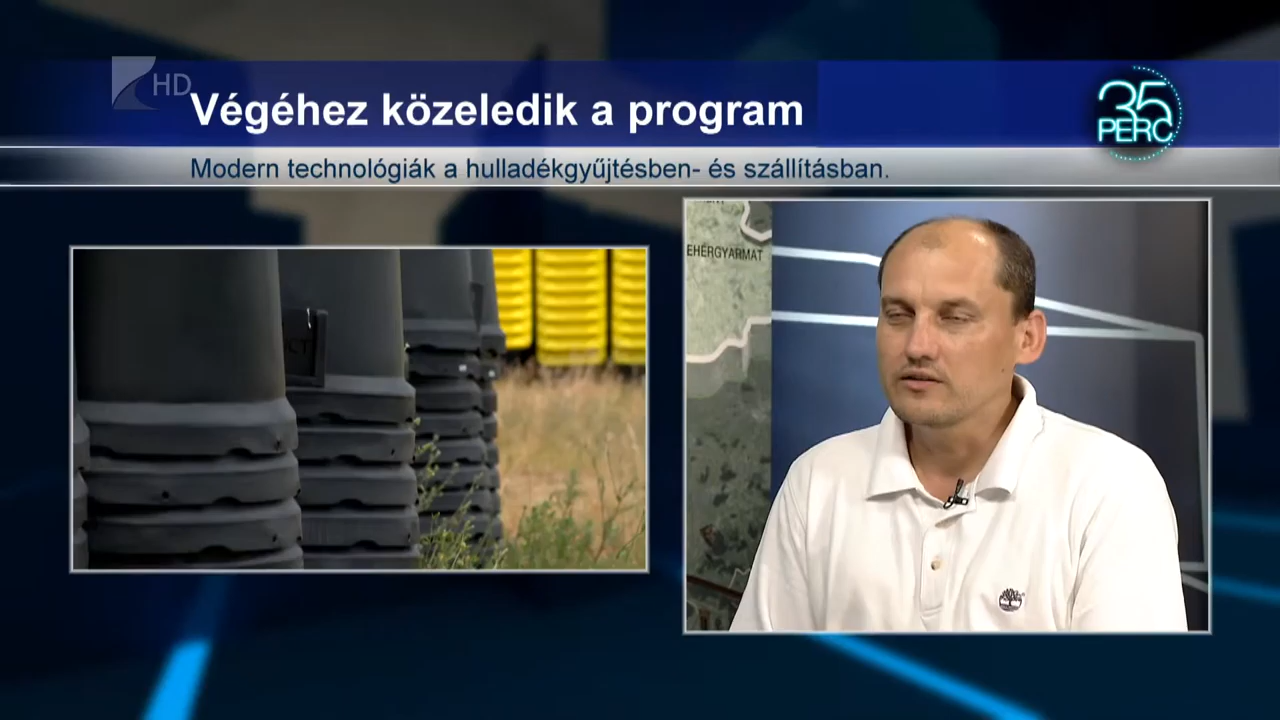 HD
Végéhez közeledik a program
35
PERC
Modern technológiák a hulladékgyűjtésben- és szállításban.
EHÉRGYARMAT